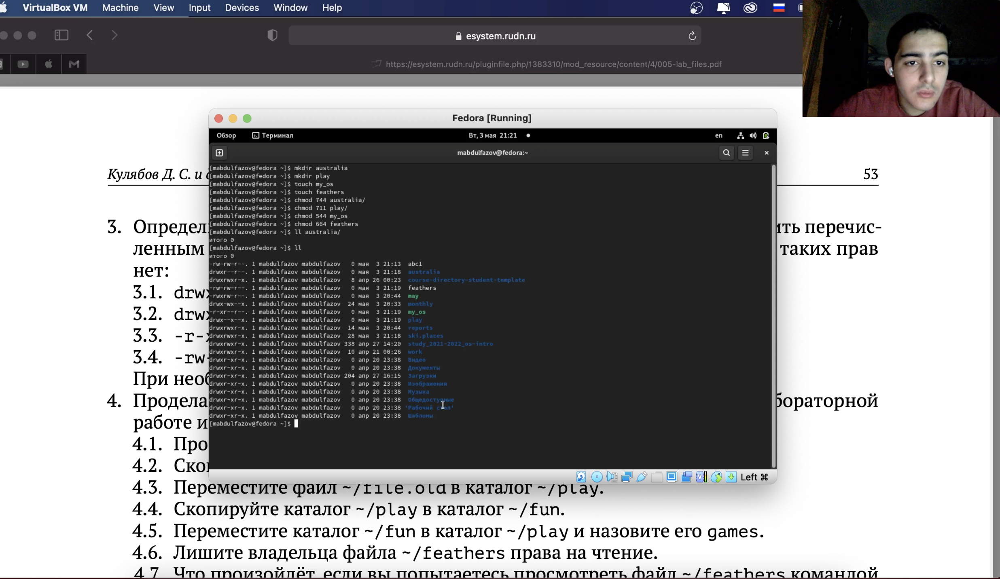 VirtualBox VM Machine View Input Devices Window Help
esystem.rudn.ru
https://esystem.rudn.ru/pluginfile.php/1383310/mod_resource/content/4/005-lab_files.pdf
Fedora [Running]
Обзор Терминал Вт, 3 мая 21:21 en
mabdulfazov@fedora:~
[mabdulfazov@fedora ~]$ mkdir australia
[mabdulfazov@fedora ~]$ mkdir play
[mabdulfazov@fedora ~]$ touch my_os
[mabdulfazov@fedora ~]$ touch feathers
[mabdulfazov@fedora ~]$ chmod 744 australia/
[mabdulfazov@fedora ~]$ chmod 711 play/
[mabdulfazov@fedora ~]$ chmod 544 my_os
[mabdulfazov@fedora ~]$ chmod 664 feathers
[mabdulfazov@fedora ~]$ ll australia/
итого 0
[mabdulfazov@fedora ~]$ ll
итого 0
-rw-rw-r--. 1 mabdulfazov mabdulfazov 0 мая 3 21:13 abc1
drwxr--r--. 1 mabdulfazov mabdulfazov 0 мая 3 21:18 australia
drwxrwxr-x. 1 mabdulfazov mabdulfazov 8 апр 26 00:23 course-directory-student-template
-rw-rw-r--. 1 mabdulfazov mabdulfazov 0 мая 3 21:19 feathers
-rwxrw-r--. 1 mabdulfazov mabdulfazov 0 мая 3 20:44 may
drwx-wx--x. 1 mabdulfazov mabdulfazov 24 мая 3 20:33 monthly
-r-xr--r--. 1 mabdulfazov mabdulfazov 0 мая 3 21:19 my_os
drwx--x--x. 1 mabdulfazov mabdulfazov 0 мая 3 21:19 play
drwxrwxr-x. 1 mabdulfazov mabdulfazov 14 мая 3 20:44 reports
drwxrwxr-x. 1 mabdulfazov mabdulfazov 28 мая 3 21:18 ski.places
drwxrwxr-x. 1 mabdulfazov mabdulfazov 338 апр 27 14:20 study_2021-2022_os-intro
drwxrwxr-x. 1 mabdulfazov mabdulfazov 10 апр 21 00:26 work
drwxr-xr-x. 1 mabdulfazov mabdulfazov 0 апр 20 23:38 Видео
drwxr-xr-x. 1 mabdulfazov mabdulfazov 0 апр 20 23:38 Документы
drwxr-xr-x. 1 mabdulfazov mabdulfazov 204 апр 27 16:15 Загрузки
drwxr-xr-x. 1 mabdulfazov mabdulfazov 0 апр 20 23:38 Изображения
drwxr-xr-x. 1 mabdulfazov mabdulfazov 0 апр 20 23:38 Музыка
drwxr-xr-x. 1 mabdulfazov mabdulfazov 0 апр 20 23:38 Общедоступные
drwxr-xr-x. 1 mabdulfazov mabdulfazov 0 апр 20 23:38 'Рабочий стол'
drwxr-xr-x. 1 mabdulfazov mabdulfazov 0 апр 20 23:38 Шаблоны
[mabdulfazov@fedora ~]$
Left ⌘
Кулябов Д. С. и 53
3. Определ ить перечис-
ленным таких прав
нет:
3.1. drw
3.2. drw
3.3. -r-
3.4. -rw-
При необ
4. Продела бораторной
работе и
4.1. Про
4.2. Ско
4.3. Переместите файл ~/file.old в каталог ~/play.
4.4. Скопируйте каталог ~/play в каталог ~/fun.
4.5. Переместите каталог ~/fun в каталог ~/play и назовите его games.
4.6. Лишите владельца файла ~/feathers права на чтение.
4.7 Что произойдёт, если вы попытаетесь просмотреть файл ~/feathers командой